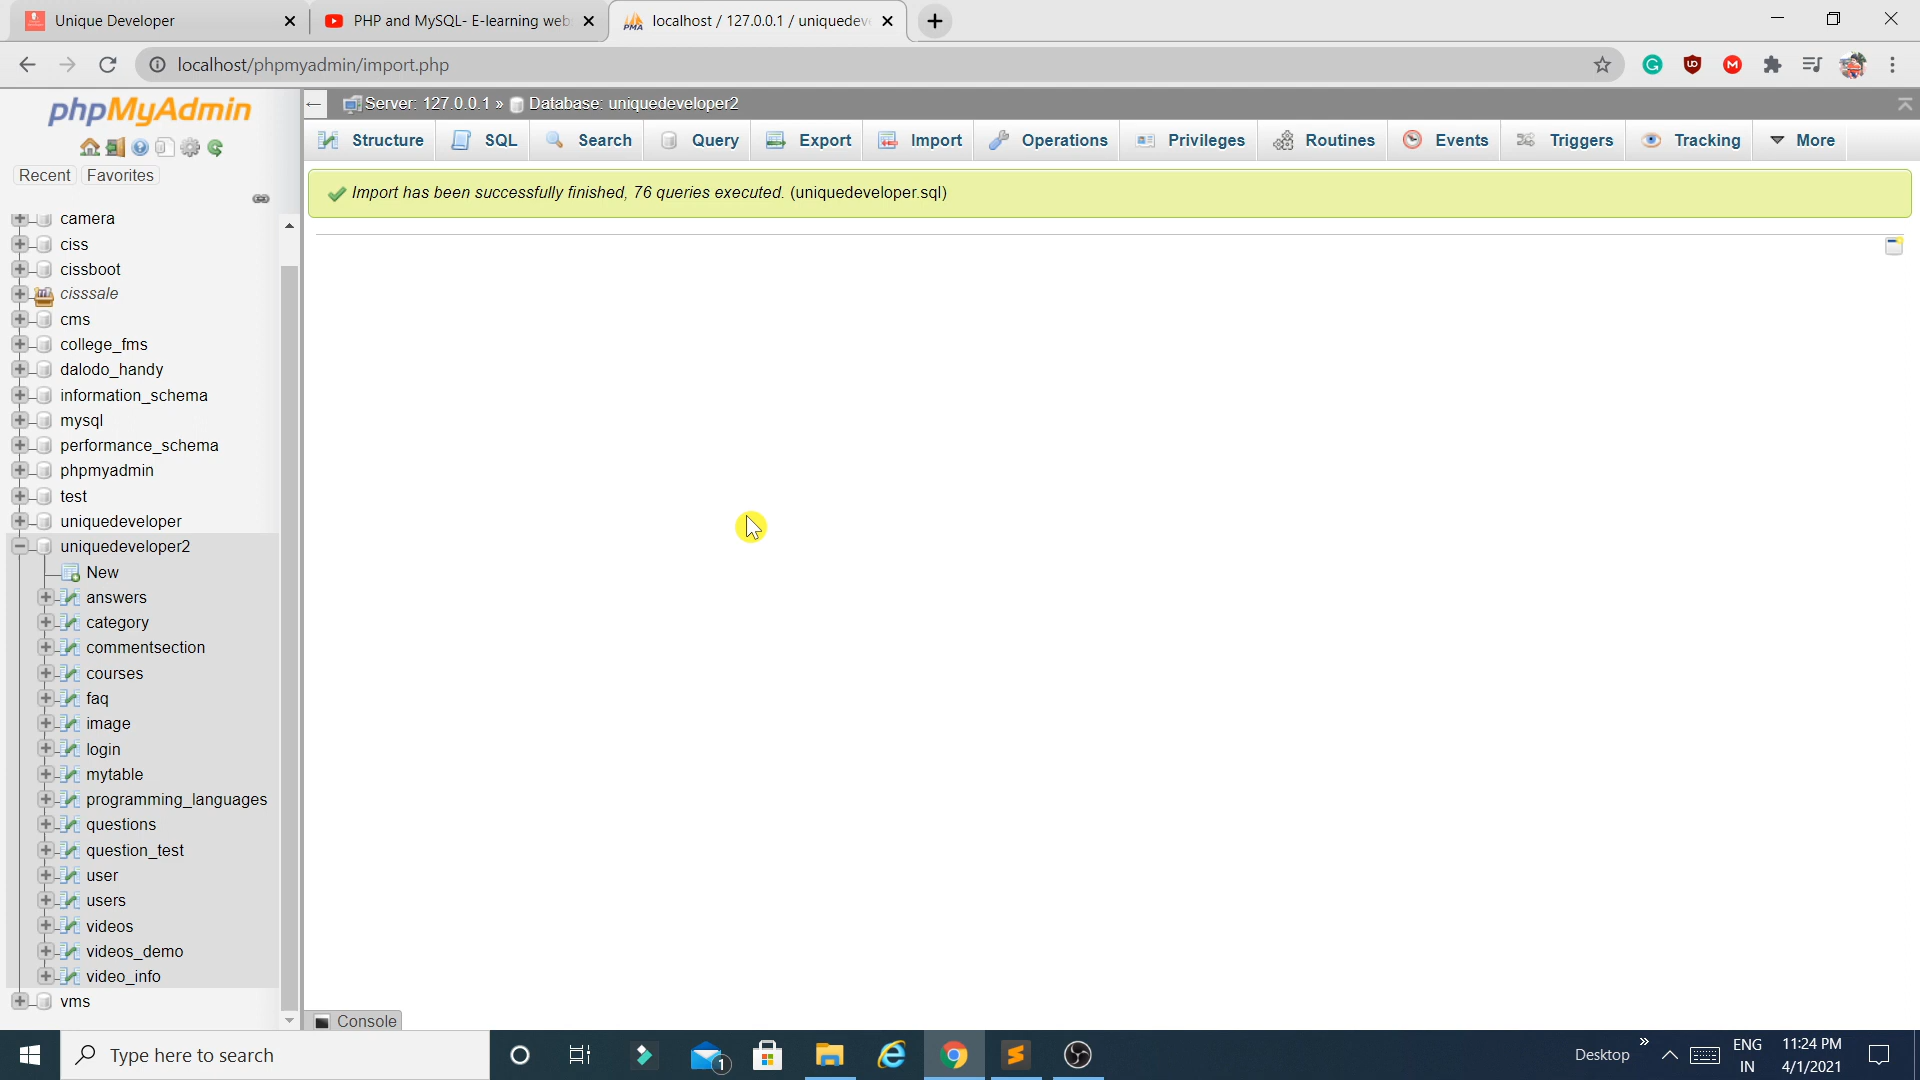 Unique Developer
PHP and MySQL- E-learning web
localhost / 127.0.0.1 / uniquedeve
localhost/phpmyadmin/import.php
phpMyAdmin
Recent Favorites
camera
ciss
cissboot
cisssale
cms
college_fms
dalodo_handy
information_schema
mysql
performance_schema
phpmyadmin
test
uniquedeveloper
uniquedeveloper2
New
answers
category
commentsection
courses
faq
image
login
mytable
programming_languages
questions
question_test
user
users
videos
videos_demo
video_info
vms
Server: 127.0.0.1 » Database: uniquedeveloper2
Structure SQL Search Query Export Import Operations Privileges Routines Events Triggers Tracking More
Import has been successfully finished, 76 queries executed. (uniquedeveloper.sql)
Console
Type here to search
1
Desktop »
ENG
IN
11:24 PM
4/1/2021